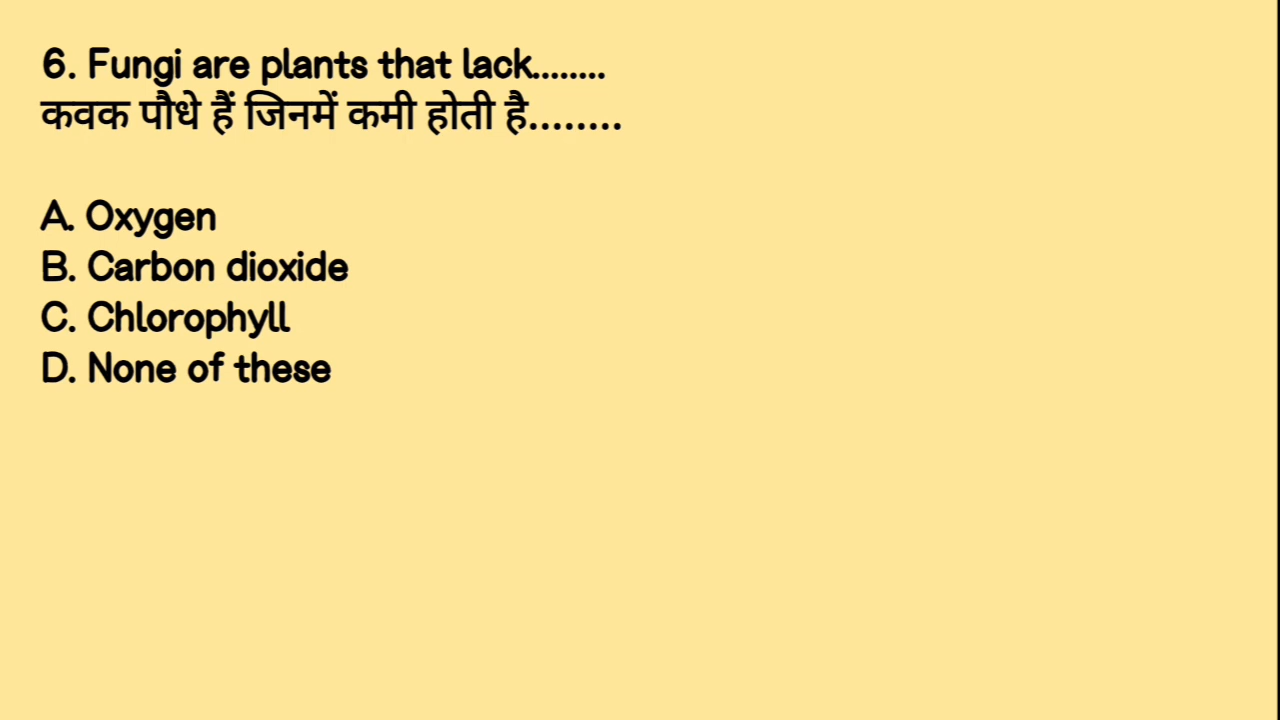 6. Fungi are plants that lack........
कवक पौधे हैं जिनमें कमी होती है........
A. Oxygen
B. Carbon dioxide
C. Chlorophyll
D. None of these